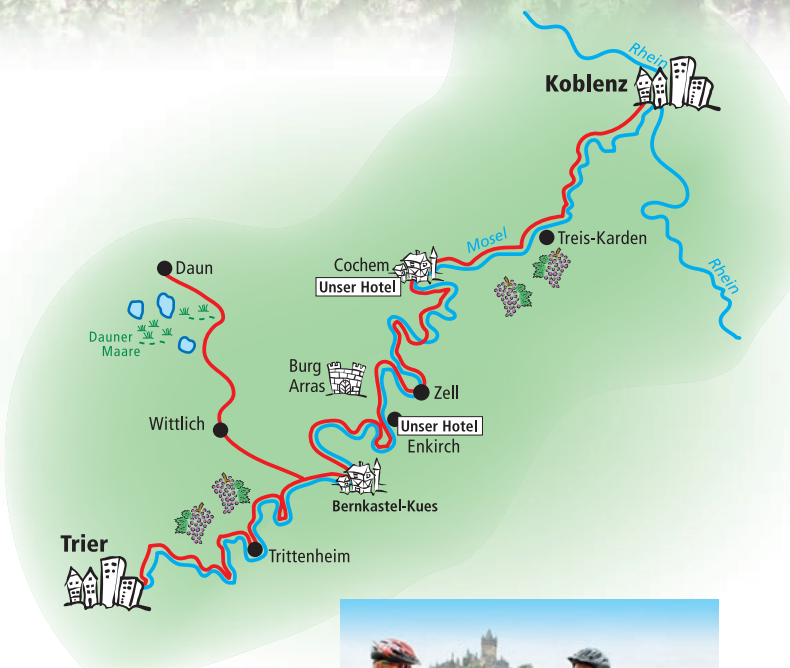 Rhein
Koblenz
Mosel
Treis-Karden
Cochem
Unser Hotel
Rhein
Daun
Dauner
Maare
Burg
Arras
Zell
Wittlich
Unser Hotel
Enkirch
Bernkastel-Kues
Trier
Trittenheim